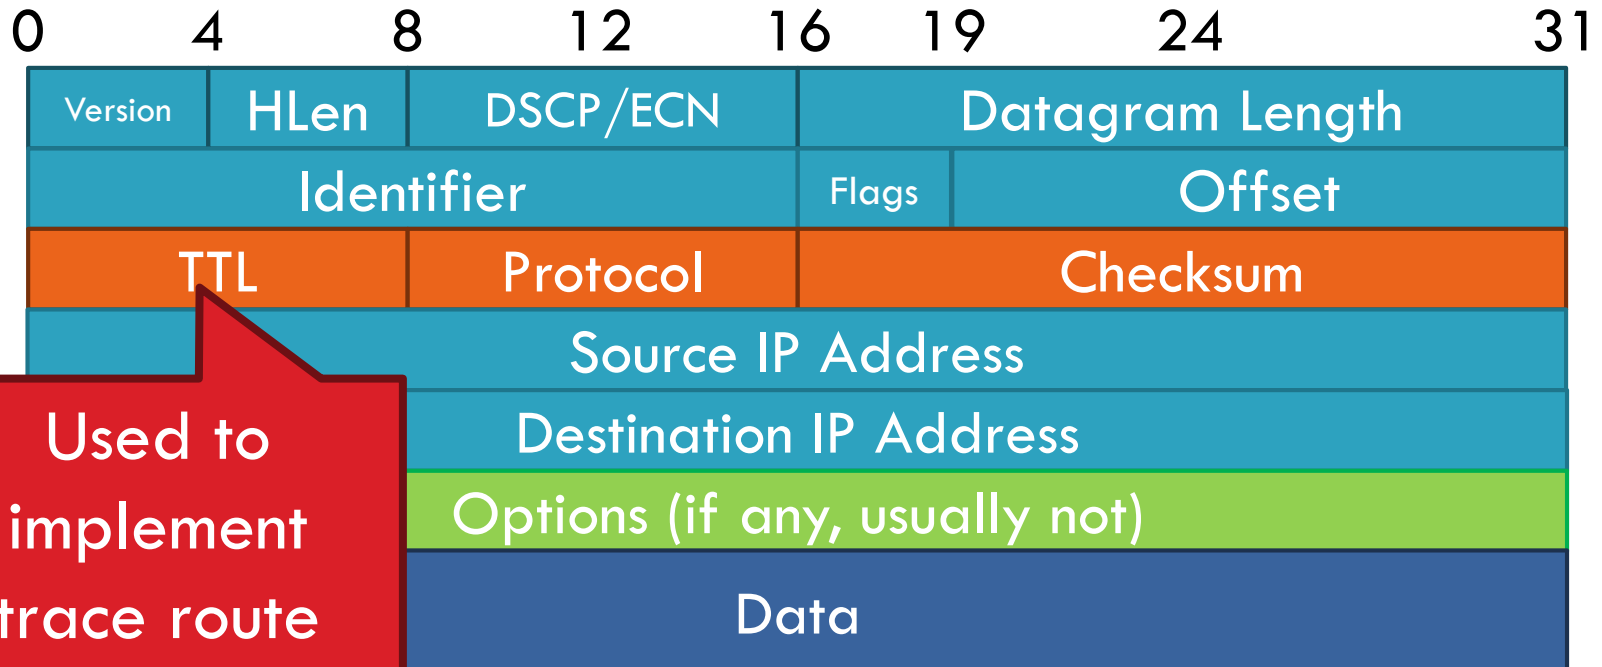 0 4 8 12 16 19 24 31
Version HLen DSCP/ECN Datagram Length
Identifier Flags Offset
TTL Protocol Checksum
Source IP Address
Destination IP Address
Options (if any, usually not)
Data
Used to
implement
trace route